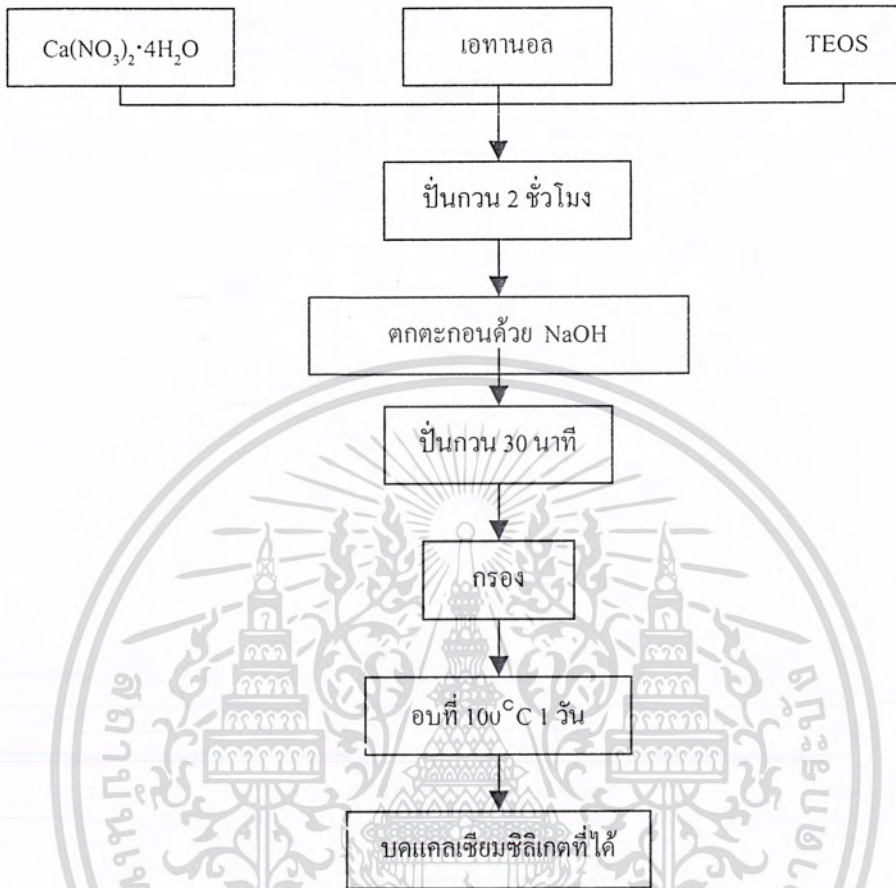 Ca(NO₃)₂·4H₂O
เอทานอล
TEOS
ปั่นกวน 2 ชั่วโมง
ตกตะกอนด้วย NaOH
ปั่นกวน 30 นาที
กรอง
อบที่ 100°C 1 วัน
บดแคลเซียมซิลิเกตที่ได้